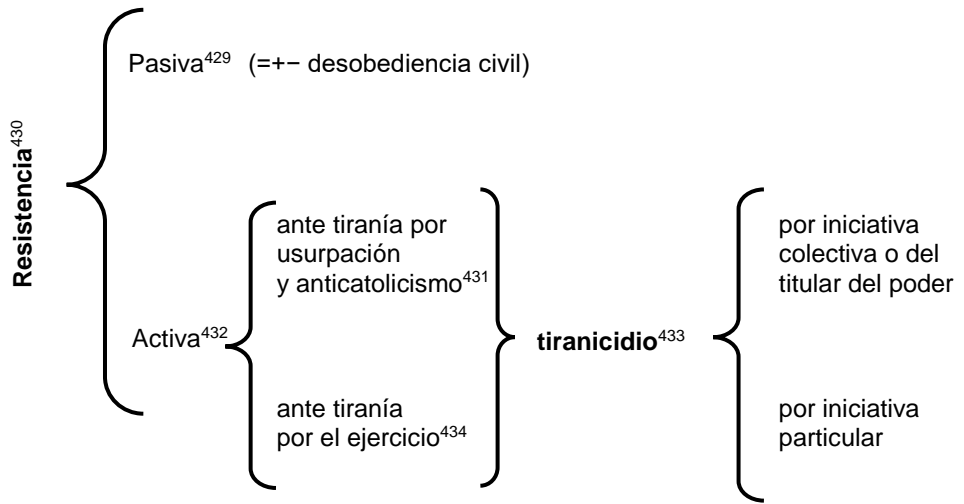 Resistencia430
Pasiva429 (=+− desobediencia civil)
Activa432
ante tiranía por
usurpación
y anticatolicismo431
ante tiranía
por el ejercicio434
tiranicidio433
por iniciativa
colectiva o del
titular del poder
por iniciativa
particular